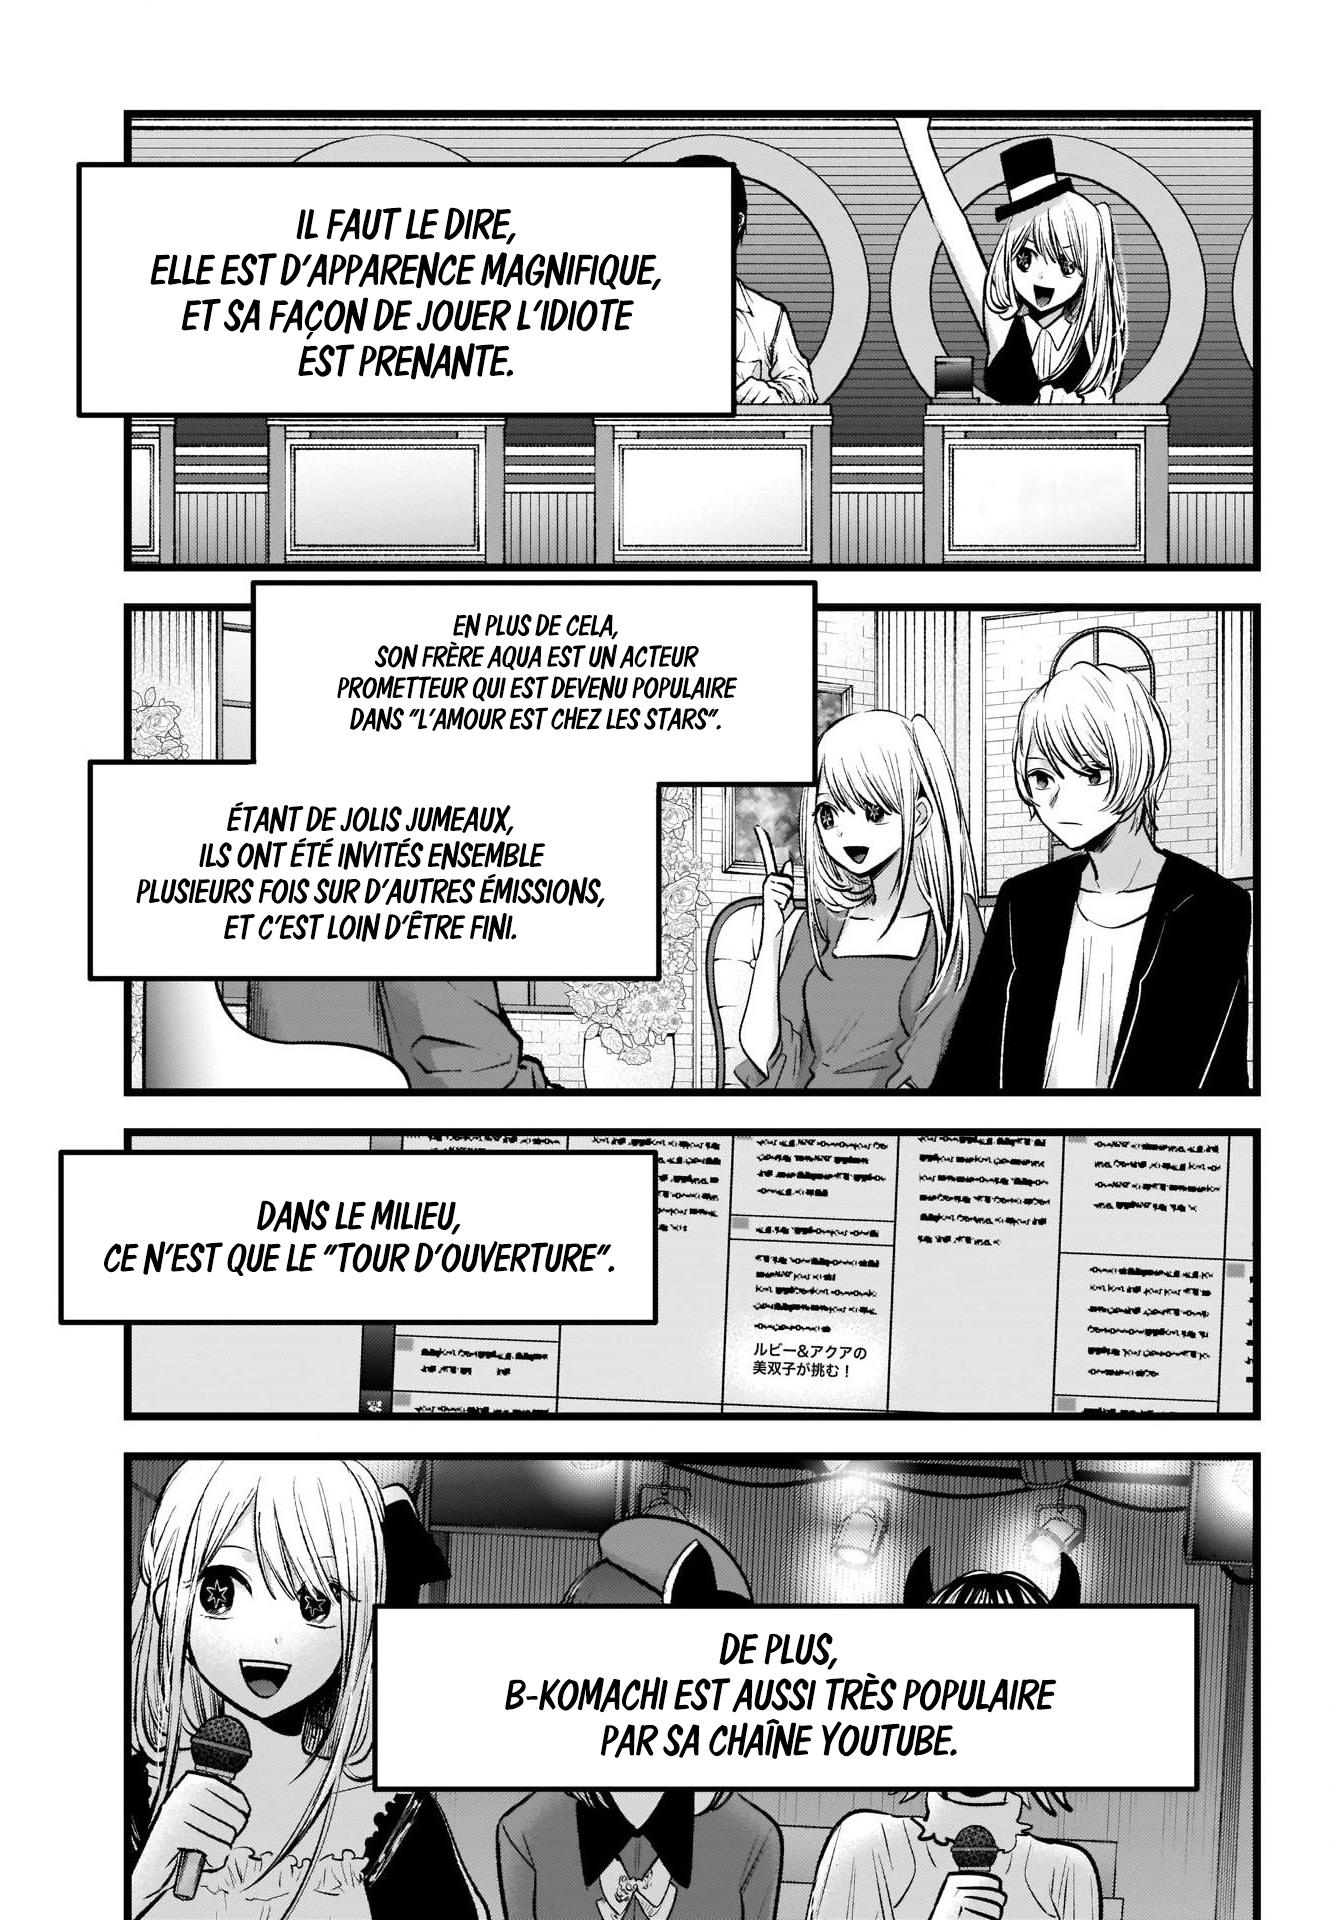 IL FAUT LE DIRE,
ELLE EST D'APPARENCE MAGNIFIQUE,
ET SA FAÇON DE JOUER L'IDIOTE
EST PRENANTE.
EN PLUS DE CELA,
SON FRÈRE AQUA EST UN ACTEUR
PROMETTEUR QUI EST DEVENU POPULAIRE
DANS "L'AMOUR EST CHEZ LES STARS".
ÉTANT DE JOLIS JUMEAUX,
ILS ONT ÉTÉ INVITÉS ENSEMBLE
PLUSIEURS FOIS SUR D'AUTRES ÉMISSIONS,
ET C'EST LOIN D'ÊTRE FINI.
DANS LE MILIEU,
CE N'EST QUE LE "TOUR D'OUVERTURE".
ルビー&アクアの
美双子が挑む！
DE PLUS,
B-KOMACHI EST AUSSI TRÈS POPULAIRE
PAR SA CHAÎNE YOUTUBE.